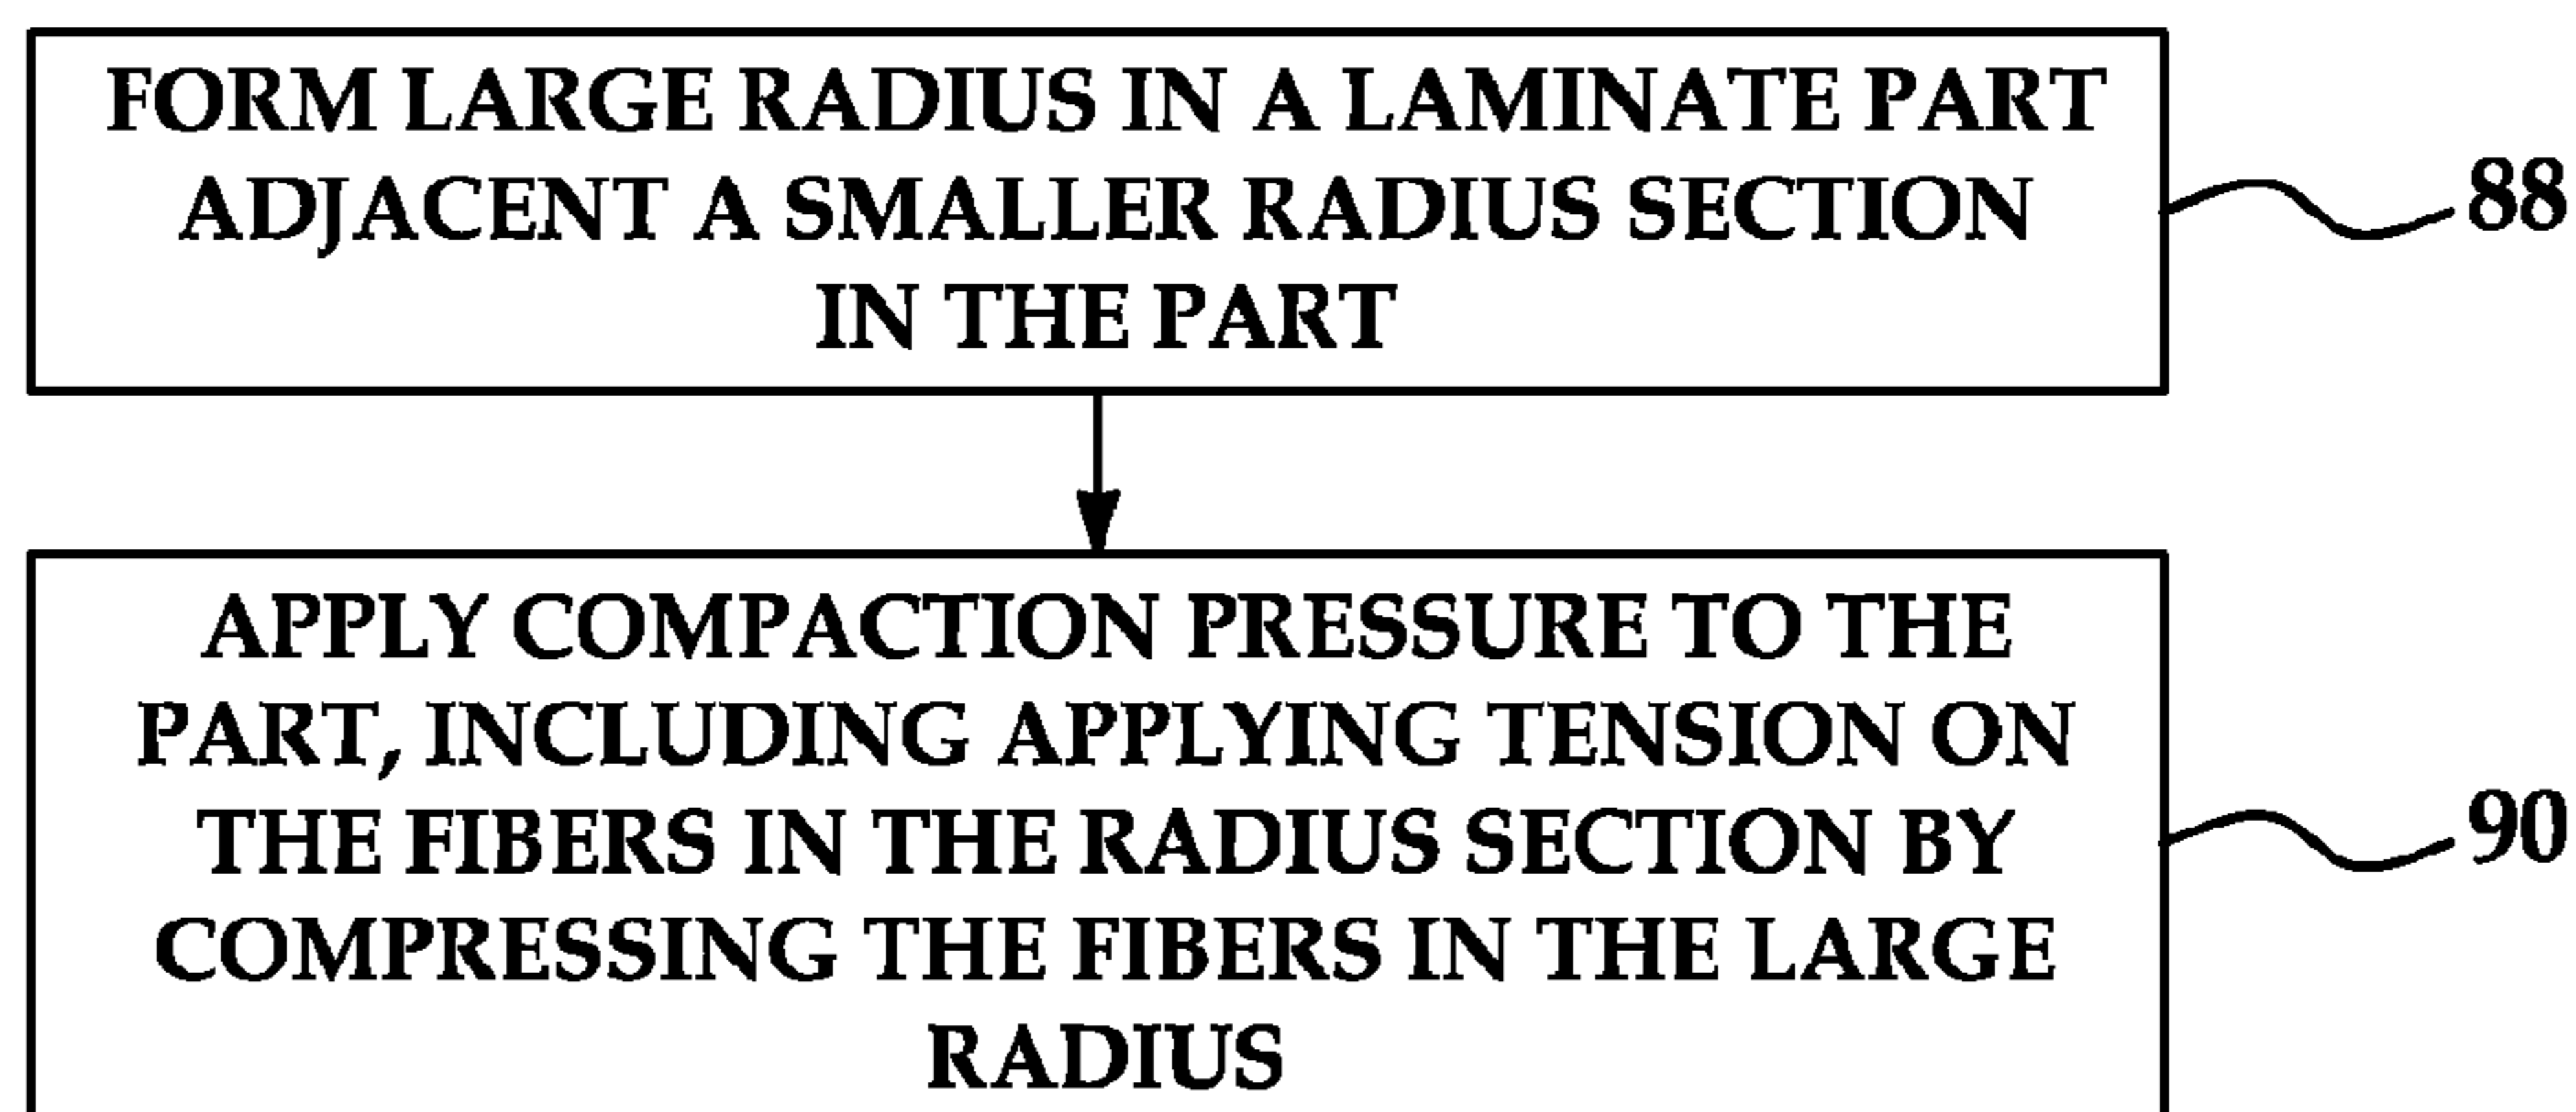 FORM LARGE RADIUS IN A LAMINATE PART
ADJACENT A SMALLER RADIUS SECTION
IN THE PART
88
APPLY COMPACTION PRESSURE TO THE
PART, INCLUDING APPLYING TENSION ON
THE FIBERS IN THE RADIUS SECTION BY
COMPRESSING THE FIBERS IN THE LARGE
RADIUS
90